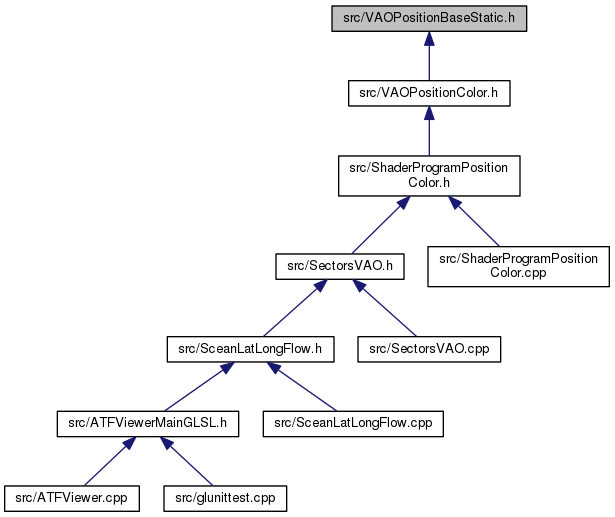 src/VAOPositionBaseStatic.h
src/VAOPositionColor.h
src/ShaderProgramPosition
Color.h
src/SectorsVAO.h
src/ShaderProgramPosition
Color.cpp
src/SceanLatLongFlow.h
src/SectorsVAO.cpp
src/ATFViewerMainGLSL.h
src/SceanLatLongFlow.cpp
src/ATFViewer.cpp
src/glunittest.cpp